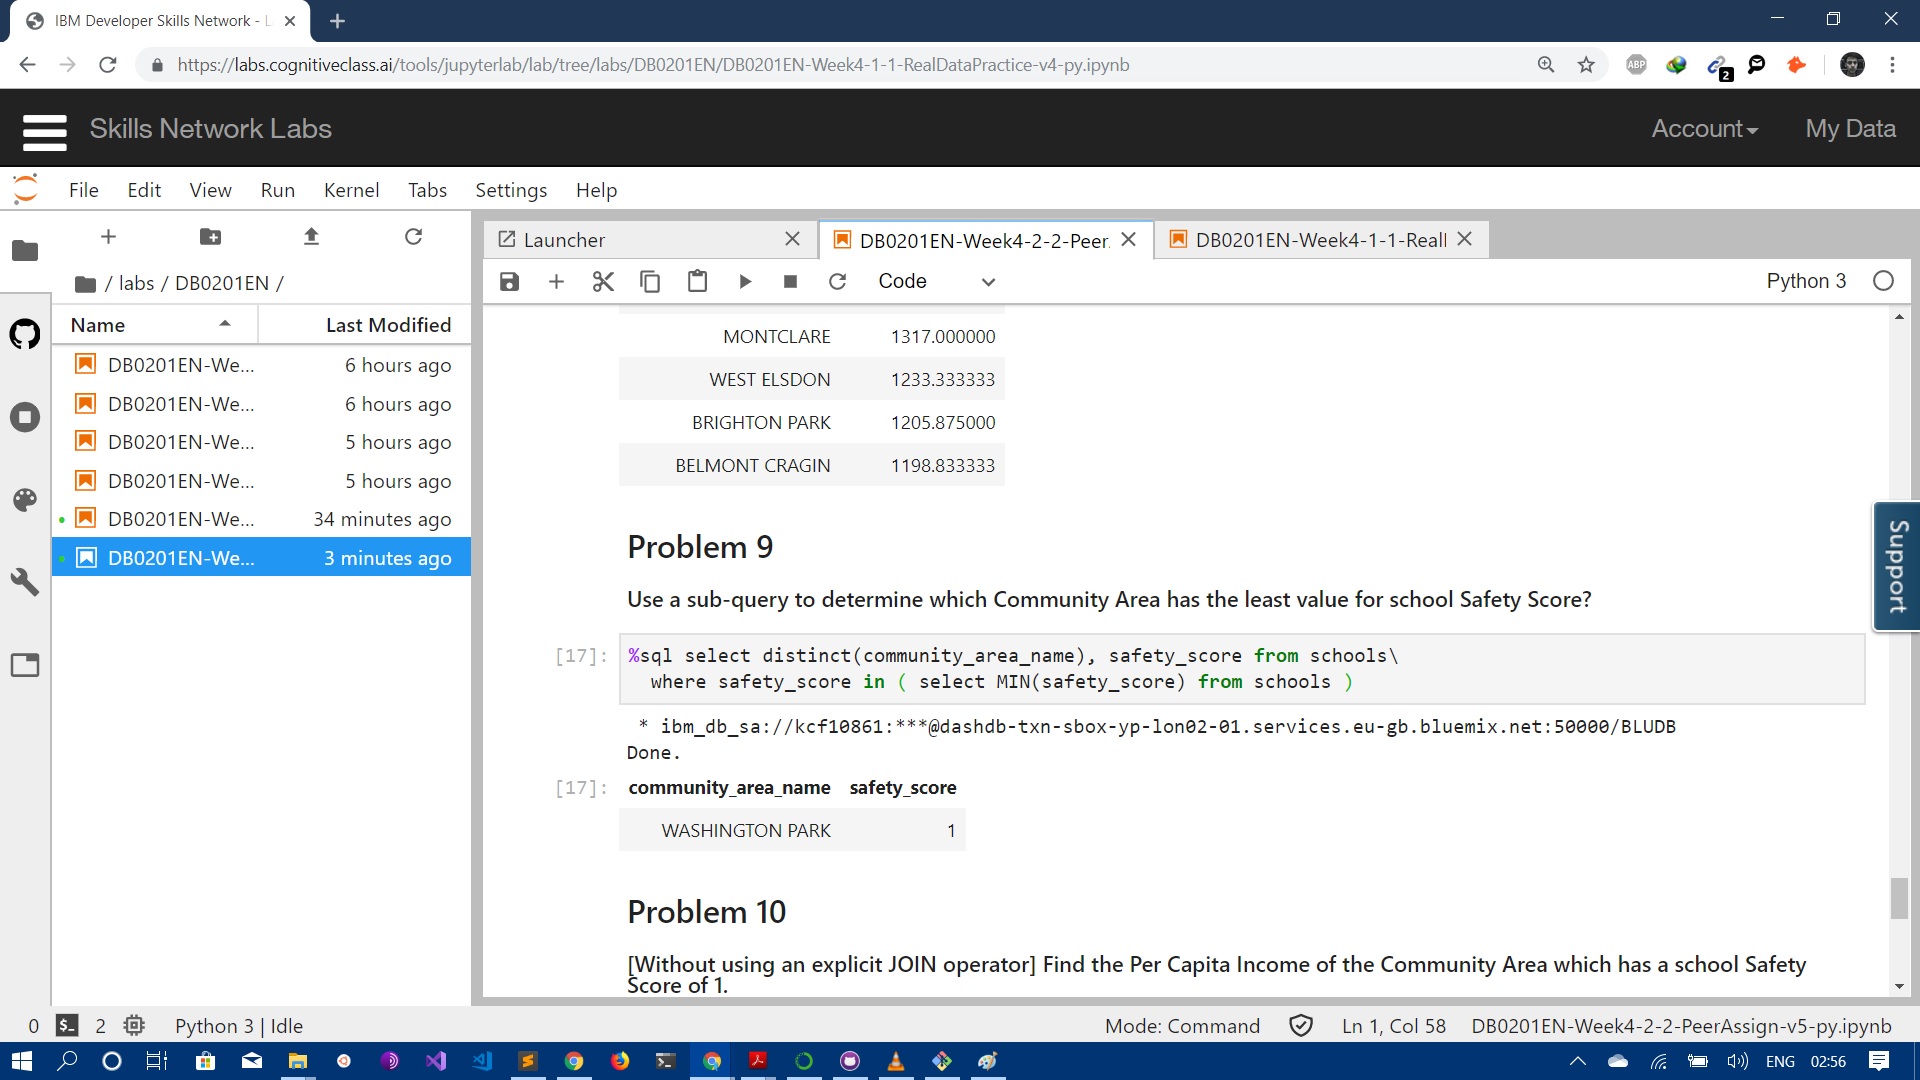 IBM Developer Skills Network - L
https://labs.cognitiveclass.ai/tools/jupyterlab/lab/tree/labs/DB0201EN/DB0201EN-Week4-1-1-RealDataPractice-v4-py.ipynb
ABP
2
Skills Network Labs
Account
My Data
File Edit View Run Kernel Tabs Settings Help
Launcher
DB0201EN-Week4-2-2-Peer
DB0201EN-Week4-1-1-Real
/ labs / DB0201EN /
Code
Python 3
Name
Last Modified
DB0201EN-We... 6 hours ago
DB0201EN-We... 6 hours ago
DB0201EN-We... 5 hours ago
DB0201EN-We... 5 hours ago
DB0201EN-We... 34 minutes ago
DB0201EN-We... 3 minutes ago
MONTCLARE 1317.000000
WEST ELSDON 1233.333333
BRIGHTON PARK 1205.875000
BELMONT CRAGIN 1198.833333
Problem 9
Use a sub-query to determine which Community Area has the least value for school Safety Score?
[17]: %sql select distinct(community_area_name), safety_score from schools\
where safety_score in ( select MIN(safety_score) from schools )
* ibm_db_sa://kcf10861:***@dashdb-txn-sbox-yp-lon02-01.services.eu-gb.bluemix.net:50000/BLUDB
Done.
[17]: community_area_name safety_score
WASHINGTON PARK 1
Problem 10
[Without using an explicit JOIN operator] Find the Per Capita Income of the Community Area which has a school Safety
Score of 1.
Support
0 $_ 2 Python 3 | Idle
Mode: Command Ln 1, Col 58 DB0201EN-Week4-2-2-PeerAssign-v5-py.ipynb
ENG 02:56